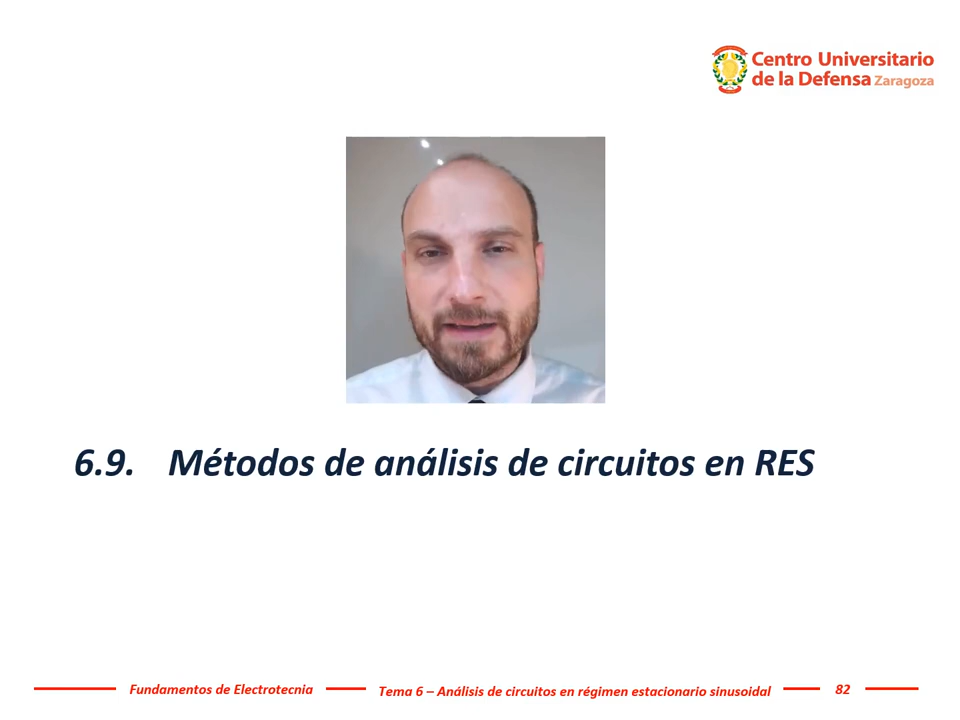 Centro Universitario
de la Defensa Zaragoza
6.9. Métodos de análisis de circuitos en RES
Fundamentos de Electrotecnia
Tema 6 – Análisis de circuitos en régimen estacionario sinusoidal
82